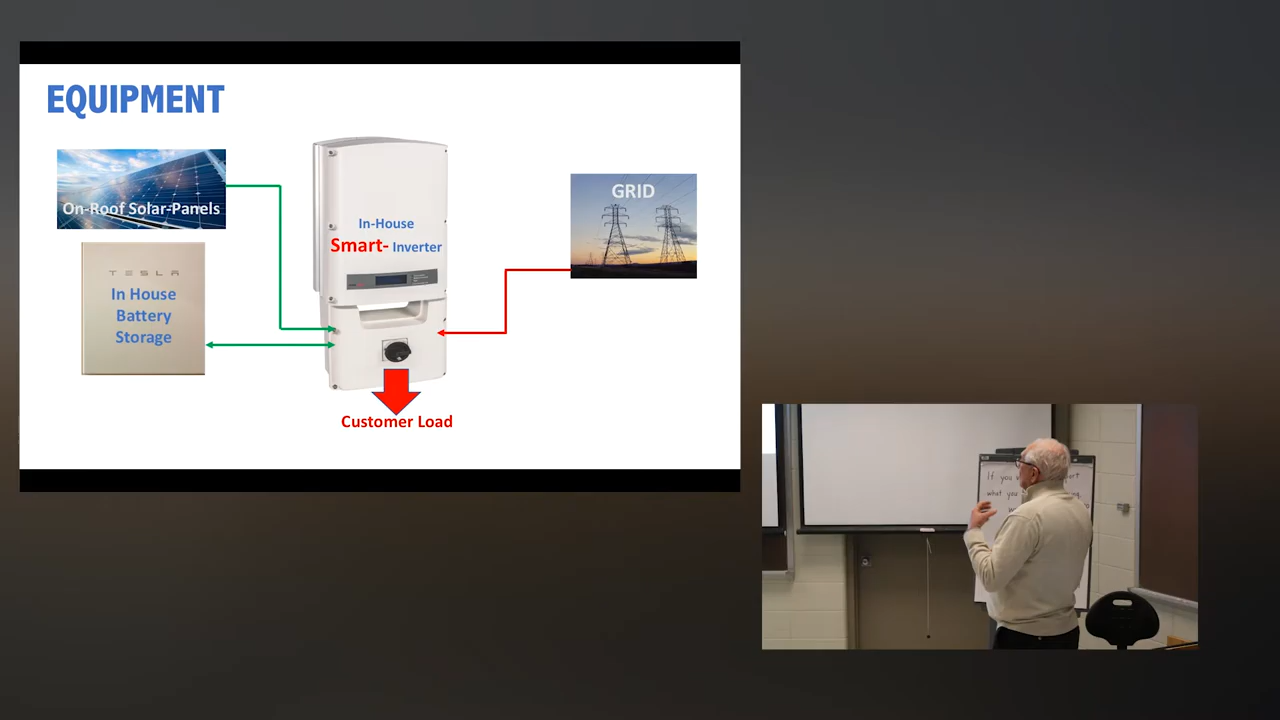 EQUIPMENT
On-Roof Solar-Panels
GRID
In-House
Smart- Inverter
TESLA
In House
Battery
Storage
Customer Load
If you
what you